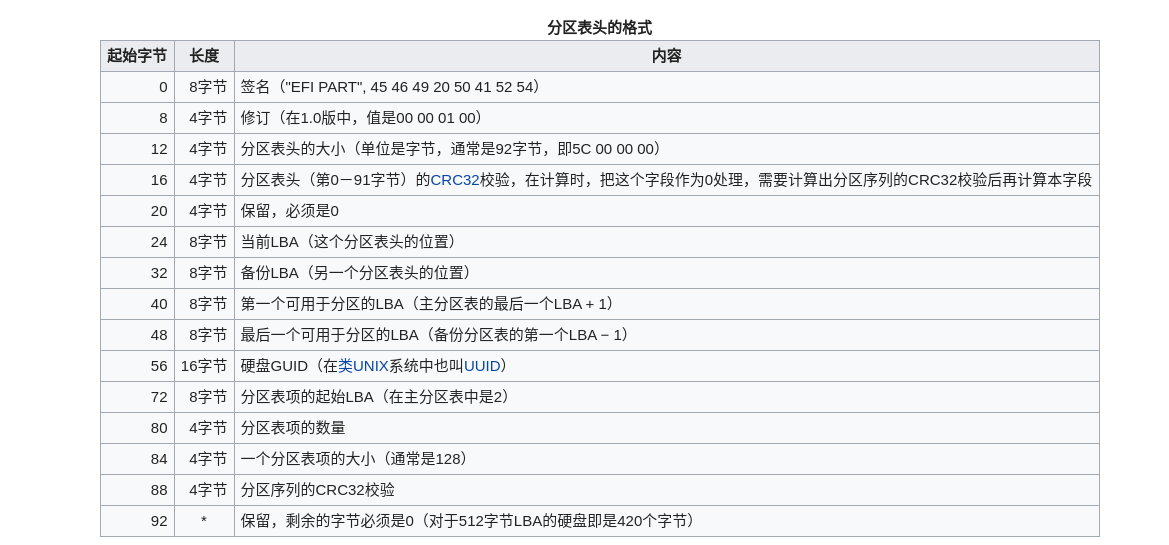 分区表头的格式
起始字节 长度 内容
0 8字节 签名（"EFI PART", 45 46 49 20 50 41 52 54）
8 4字节 修订（在1.0版中，值是00 00 01 00）
12 4字节 分区表头的大小（单位是字节，通常是92字节，即5C 00 00 00）
16 4字节 分区表头（第0－91字节）的CRC32校验，在计算时，把这个字段作为0处理，需要计算出分区序列的CRC32校验后再计算本字段
20 4字节 保留，必须是0
24 8字节 当前LBA（这个分区表头的位置）
32 8字节 备份LBA（另一个分区表头的位置）
40 8字节 第一个可用于分区的LBA（主分区表的最后一个LBA + 1）
48 8字节 最后一个可用于分区的LBA（备份分区表的第一个LBA − 1）
56 16字节 硬盘GUID（在类UNIX系统中也叫UUID）
72 8字节 分区表项的起始LBA（在主分区表中是2）
80 4字节 分区表项的数量
84 4字节 一个分区表项的大小（通常是128）
88 4字节 分区序列的CRC32校验
92 * 保留，剩余的字节必须是0（对于512字节LBA的硬盘即是420个字节）